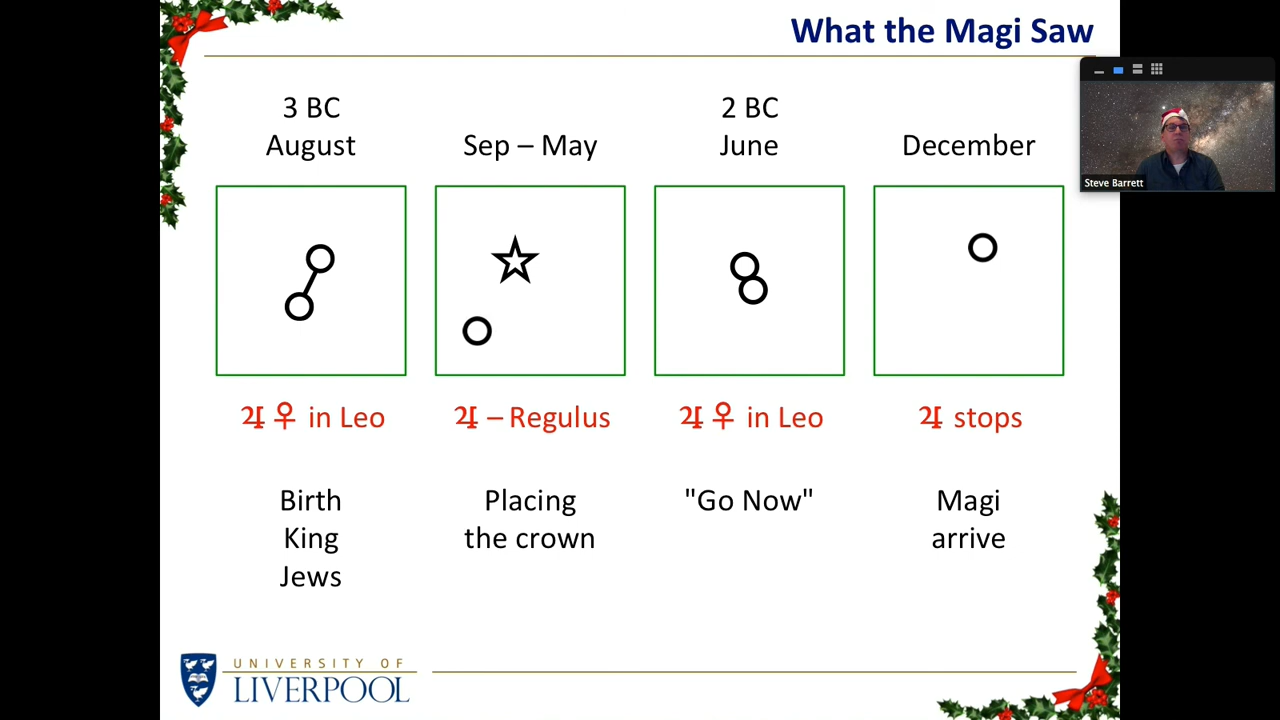 What the Magi Saw
3 BC
August
Sep – May
2 BC
June
December
Steve Barrett
♃ ♀ in Leo
♃ – Regulus
♃ ♀ in Leo
♃ stops
Birth
King
Jews
Placing
the crown
"Go Now"
Magi
arrive
UNIVERSITY OF
LIVERPOOL